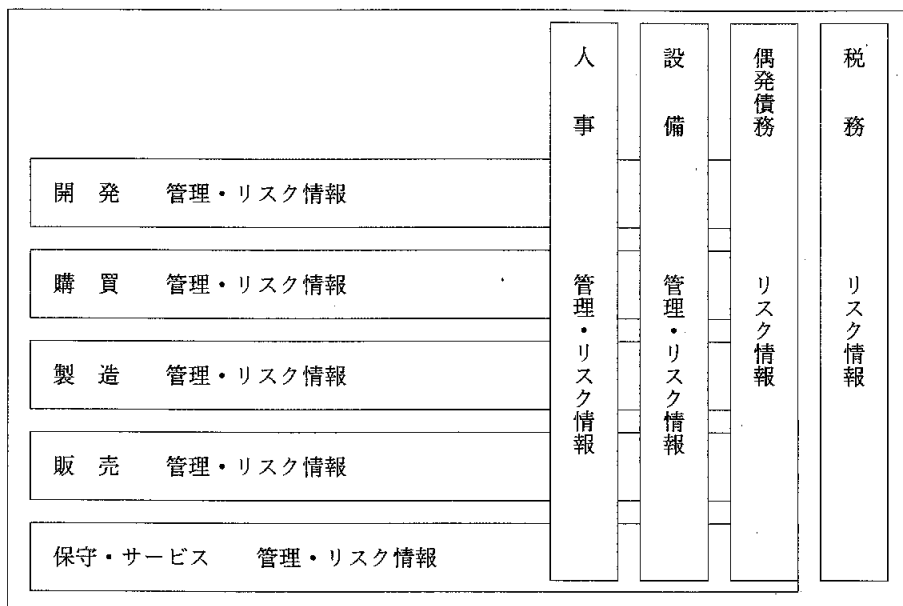 人事 管理・リスク情報
設備 管理・リスク情報
偶発債務 リスク情報
税務 リスク情報
開発 管理・リスク情報
購買 管理・リスク情報
製造 管理・リスク情報
販売 管理・リスク情報
保守・サービス 管理・リスク情報